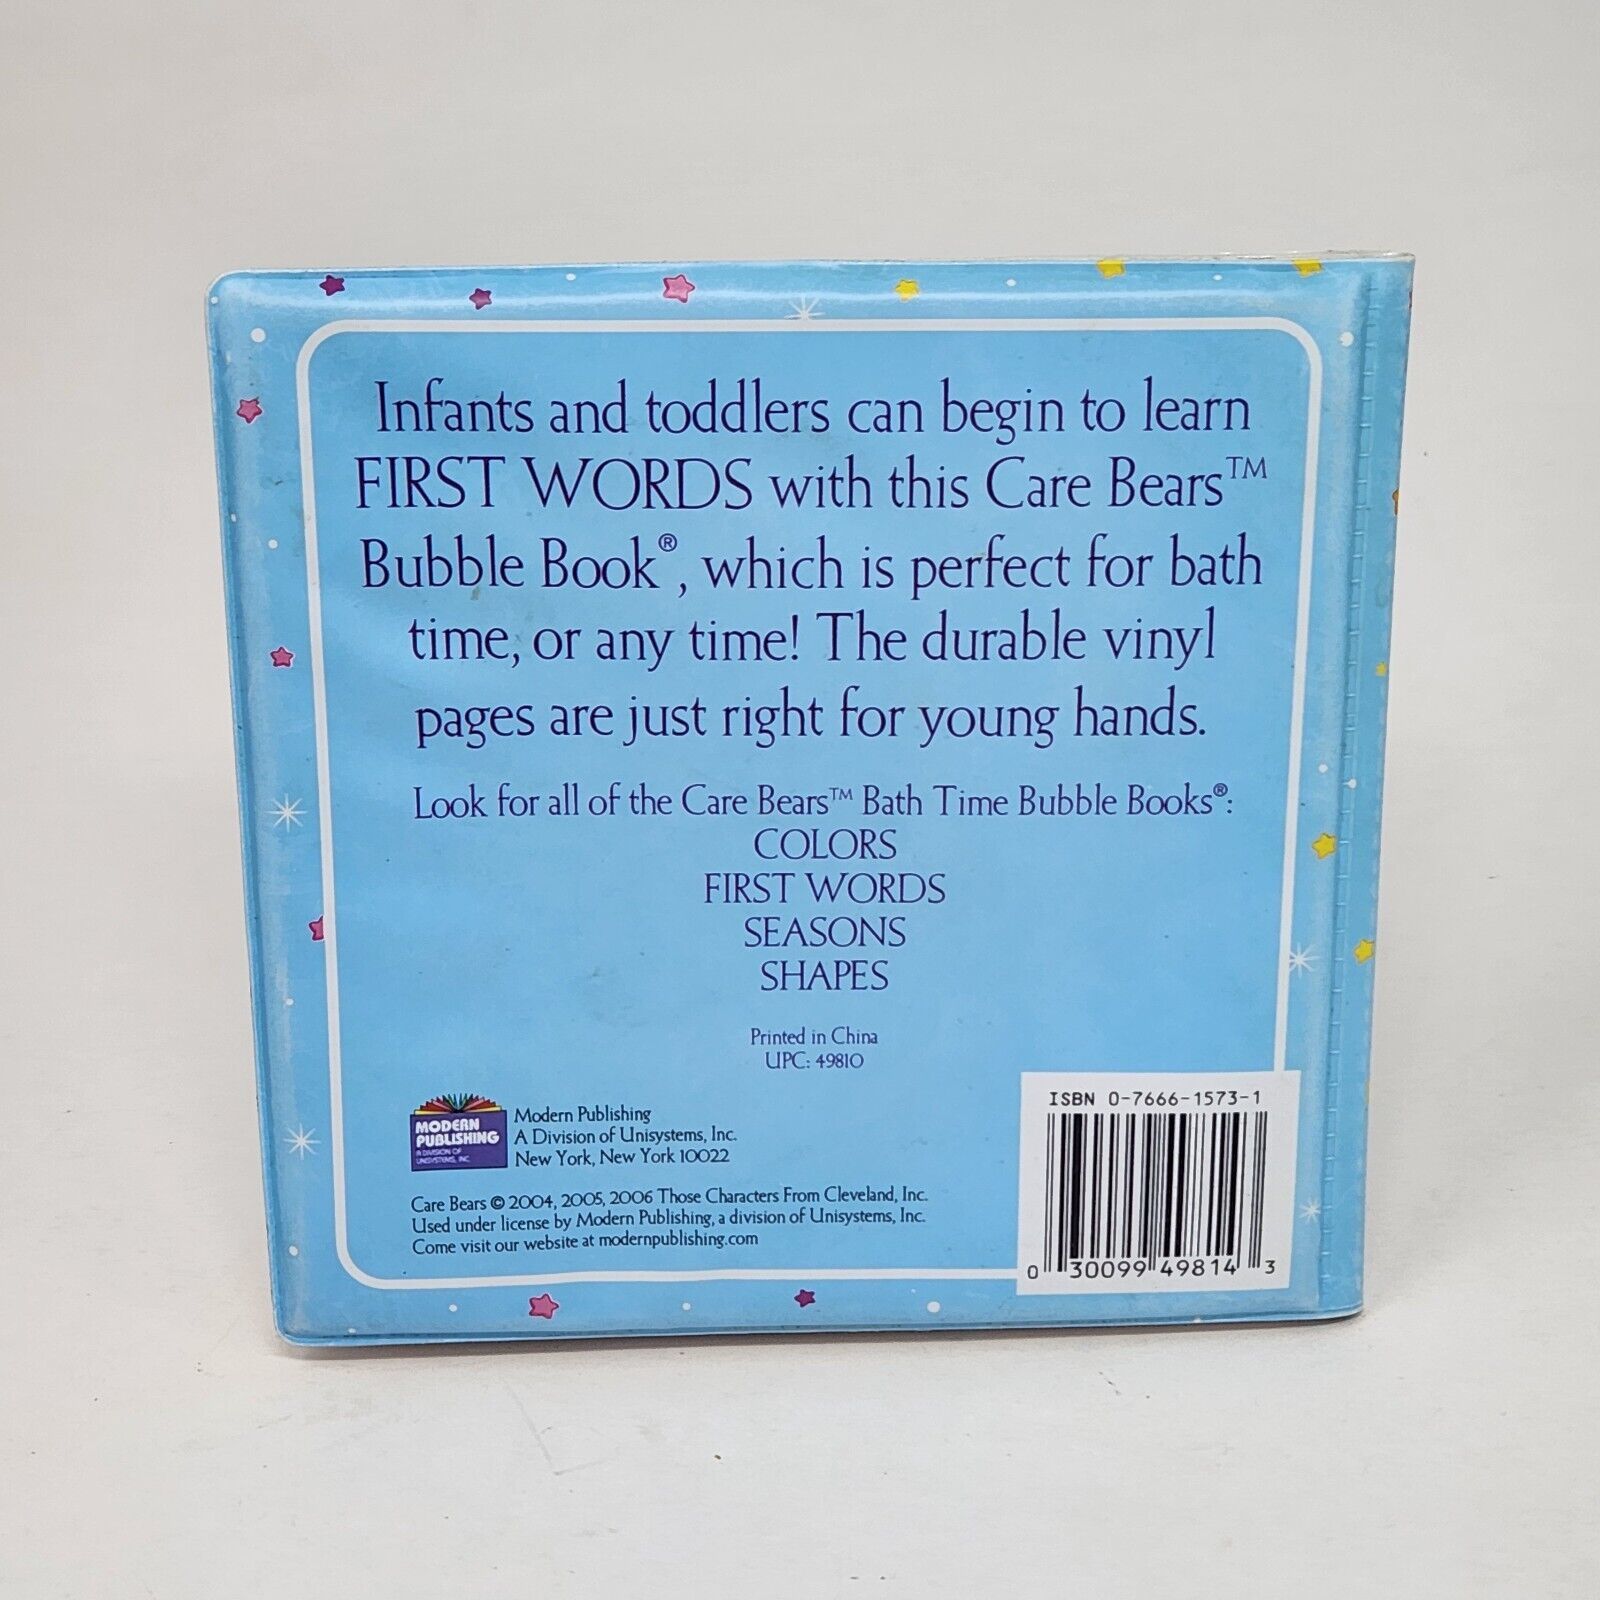 Infants and toddlers can begin to learn
FIRST WORDS with this Care Bears™
Bubble Book®, which is perfect for bath
time, or any time! The durable vinyl
pages are just right for young hands.
Look for all of the Care Bears™ Bath Time Bubble Books®:
COLORS
FIRST WORDS
SEASONS
SHAPES
Printed in China
UPC: 49810
MODERN
PUBLISHING
A DIVISION OF
UNISYSTEMS, INC.
Modern Publishing
A Division of Unisystems, Inc.
New York, New York 10022
Care Bears © 2004, 2005, 2006 Those Characters From Cleveland, Inc.
Used under license by Modern Publishing, a division of Unisystems, Inc.
Come visit our website at modernpublishing.com
ISBN 0-7666-1573-1
0 30099 49814 3